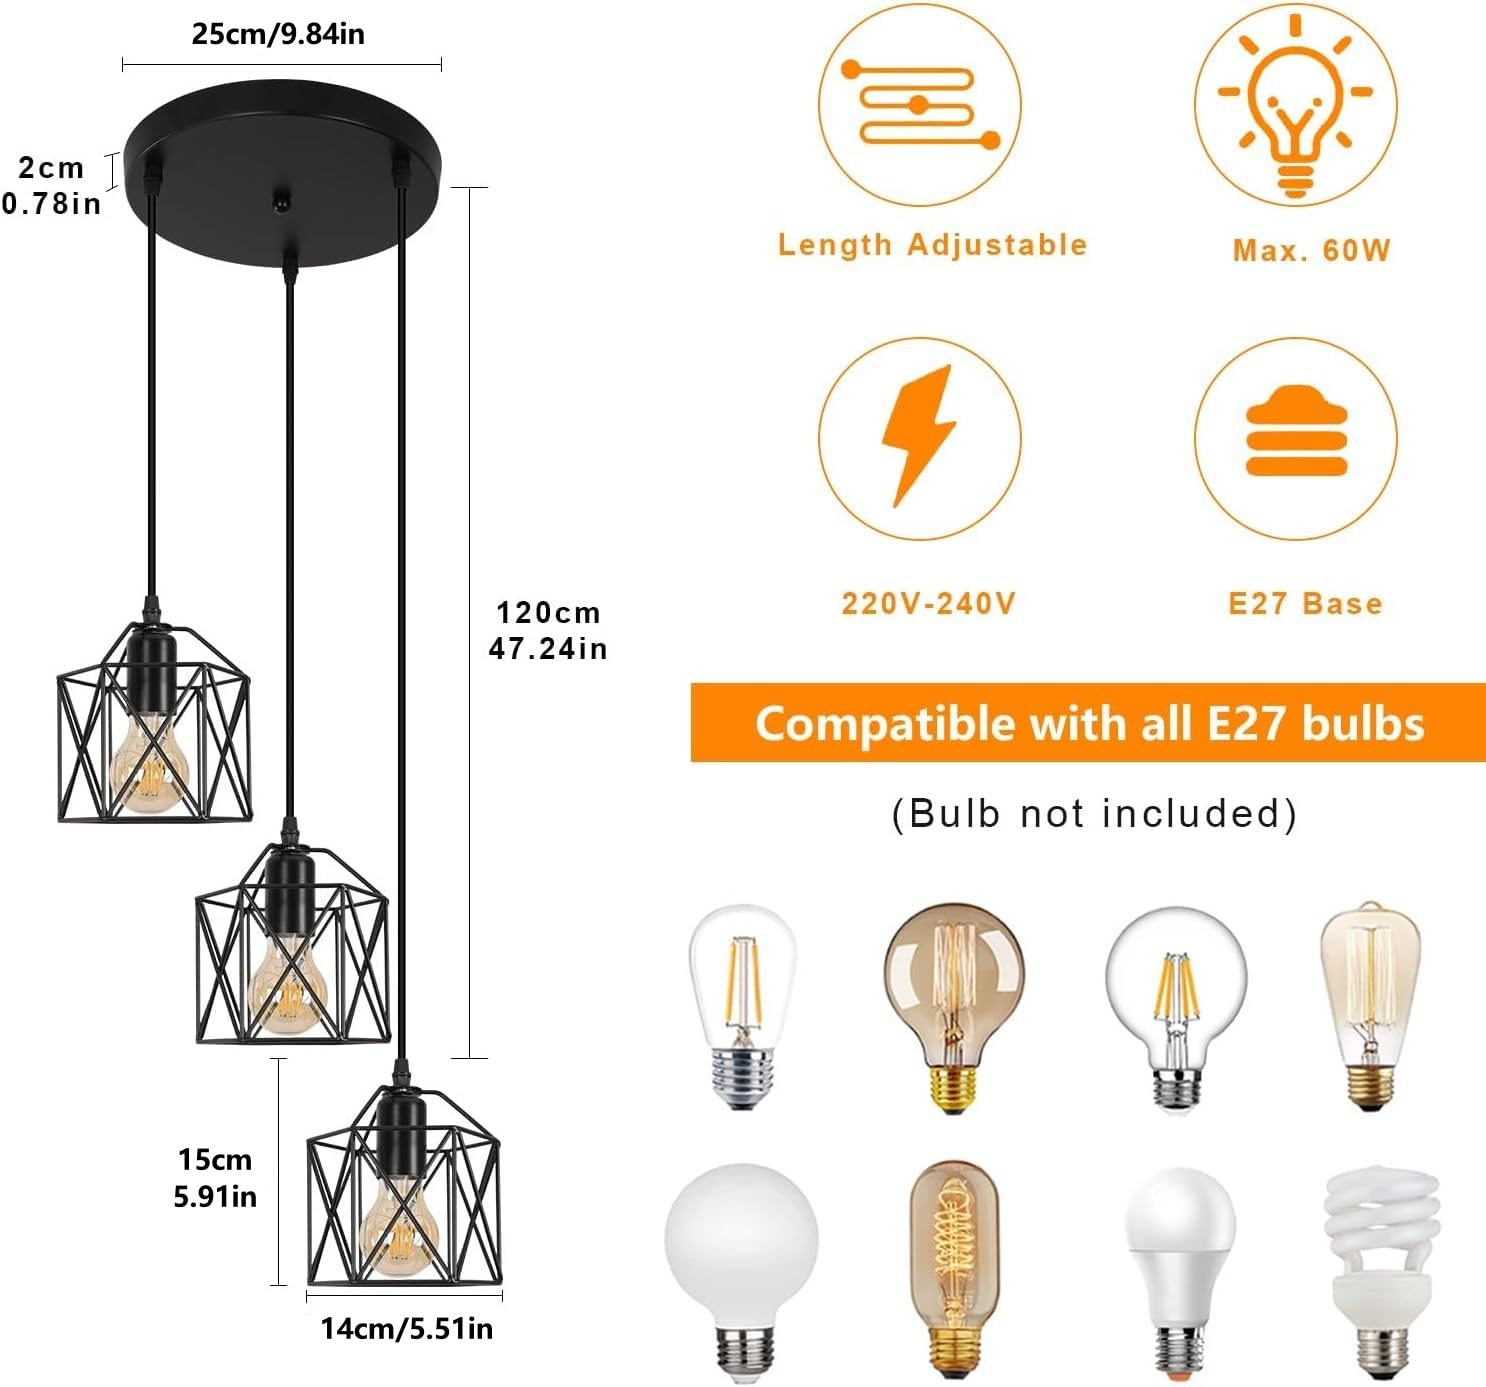 25cm/9.84in
2cm
0.78in
120cm
47.24in
15cm
5.91in
14cm/5.51in
Length Adjustable
Max. 60W
220V-240V
E27 Base
Compatible with all E27 bulbs
(Bulb not included)